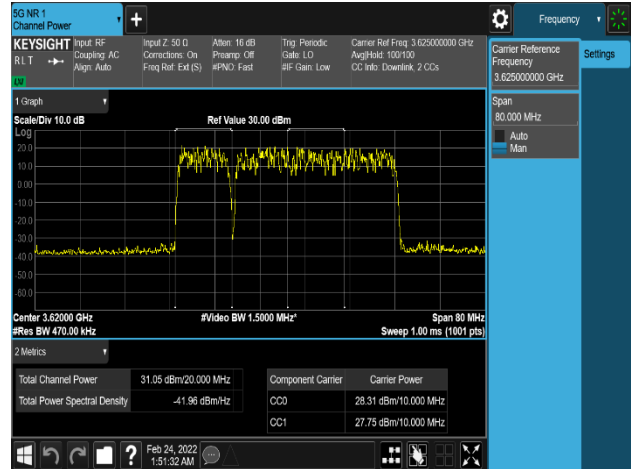 5G NR 1
Channel Power
Frequency
KEYSIGHT
Input: RF
Coupling: AC
Align: Auto
Input Z: 50 Ω
Corrections: On
Freq Ref: Ext (S)
Atten: 16 dB
Preamp: Off
#PNO: Fast
Trig: Periodic
Gate: LO
#IF Gain: Low
Carrier Ref Freq: 3.625000000 GHz
Avg|Hold: 100/100
CC Info: Downlink, 2 CCs
R L T
LXI
Carrier Reference
Frequency
3.625000000 GHz
Settings
Span
80.000 MHz
Auto
Man
1 Graph
Scale/Div 10.0 dB
Ref Value 30.00 dBm
Log
20.0
10.0
0.00
-10.0
-20.0
-30.0
-40.0
-50.0
-60.0
Center 3.62000 GHz
#Video BW 1.5000 MHz*
Span 80 MHz
#Res BW 470.00 kHz
Sweep 1.00 ms (1001 pts)
2 Metrics
Total Channel Power
31.05 dBm/20.000 MHz
Total Power Spectral Density
-41.96 dBm/Hz
Component Carrier
Carrier Power
CC0
28.31 dBm/10.000 MHz
CC1
27.75 dBm/10.000 MHz
?
Feb 24, 2022
1:51:32 AM